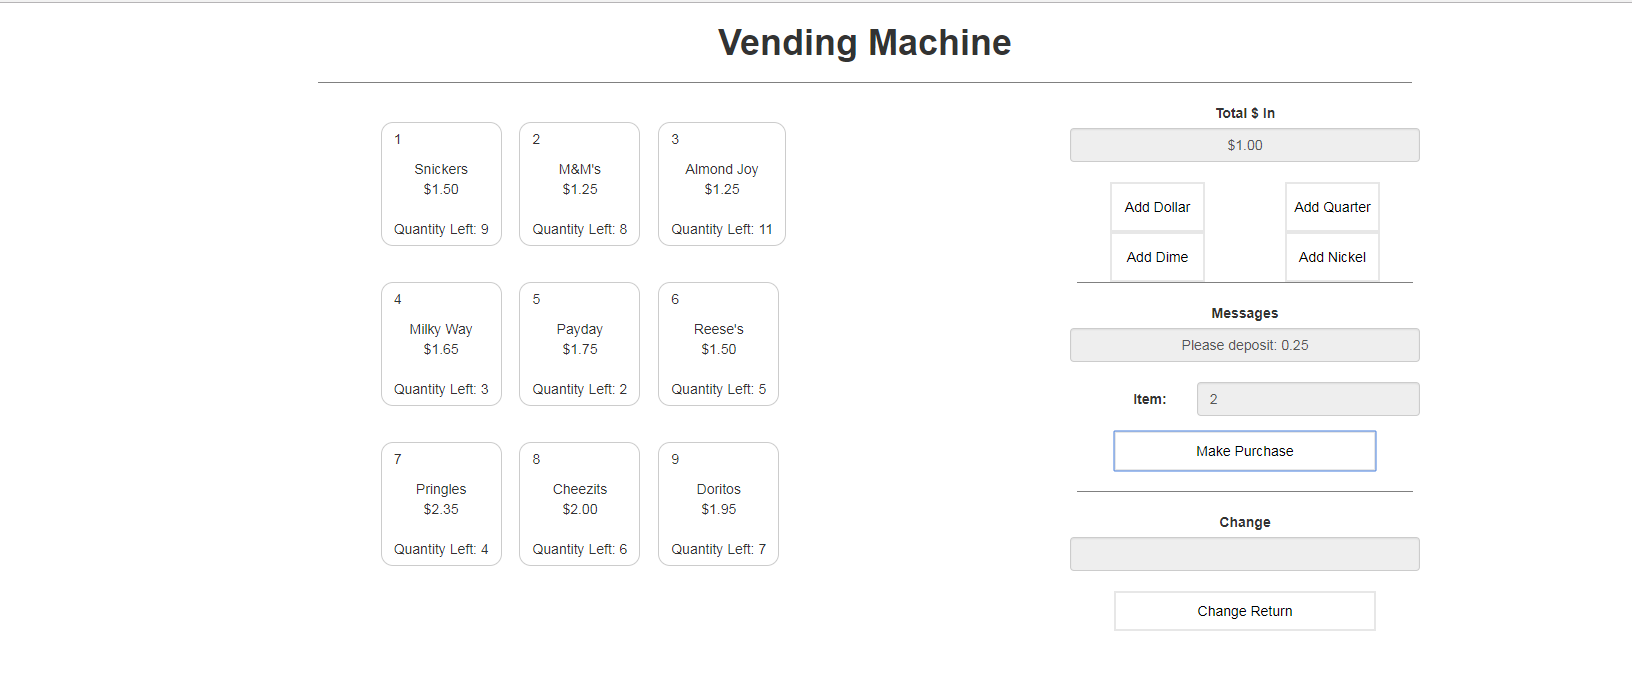 Vending Machine
1
Snickers
$1.50
Quantity Left: 9
2
M&M's
$1.25
Quantity Left: 8
3
Almond Joy
$1.25
Quantity Left: 11
4
Milky Way
$1.65
Quantity Left: 3
5
Payday
$1.75
Quantity Left: 2
6
Reese's
$1.50
Quantity Left: 5
7
Pringles
$2.35
Quantity Left: 4
8
Cheezits
$2.00
Quantity Left: 6
9
Doritos
$1.95
Quantity Left: 7
Total $ In
$1.00
Add Dollar
Add Quarter
Add Dime
Add Nickel
Messages
Please deposit: 0.25
Item: 2
Make Purchase
Change
Change Return